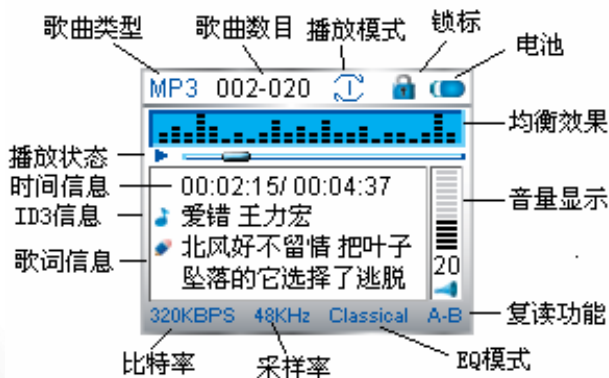 歌曲类型
歌曲数目
播放模式
锁标
电池
MP3 002-020
均衡效果
播放状态
时间信息
00:02:15/ 00:04:37
音量显示
ID3信息
爱错 王力宏
歌词信息
北风好不留情 把叶子
坠落的它选择了逃脱
20
320KBPS 48KHz Classical A-B
复读功能
比特率
采样率
EQ模式